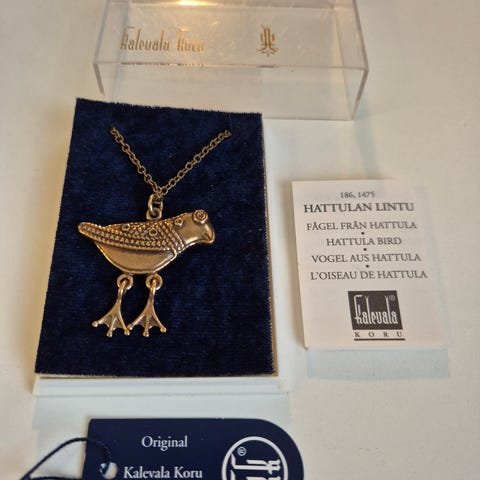 Kalevala Koru
186, 1475
HATTULAN LINTU
FÅGEL FRÅN HATTULA
•
HATTULA BIRD
•
VOGEL AUS HATTULA
•
L'OISEAU DE HATTULA
Kalevala®
KORU
Original
Kalevala Koru
®